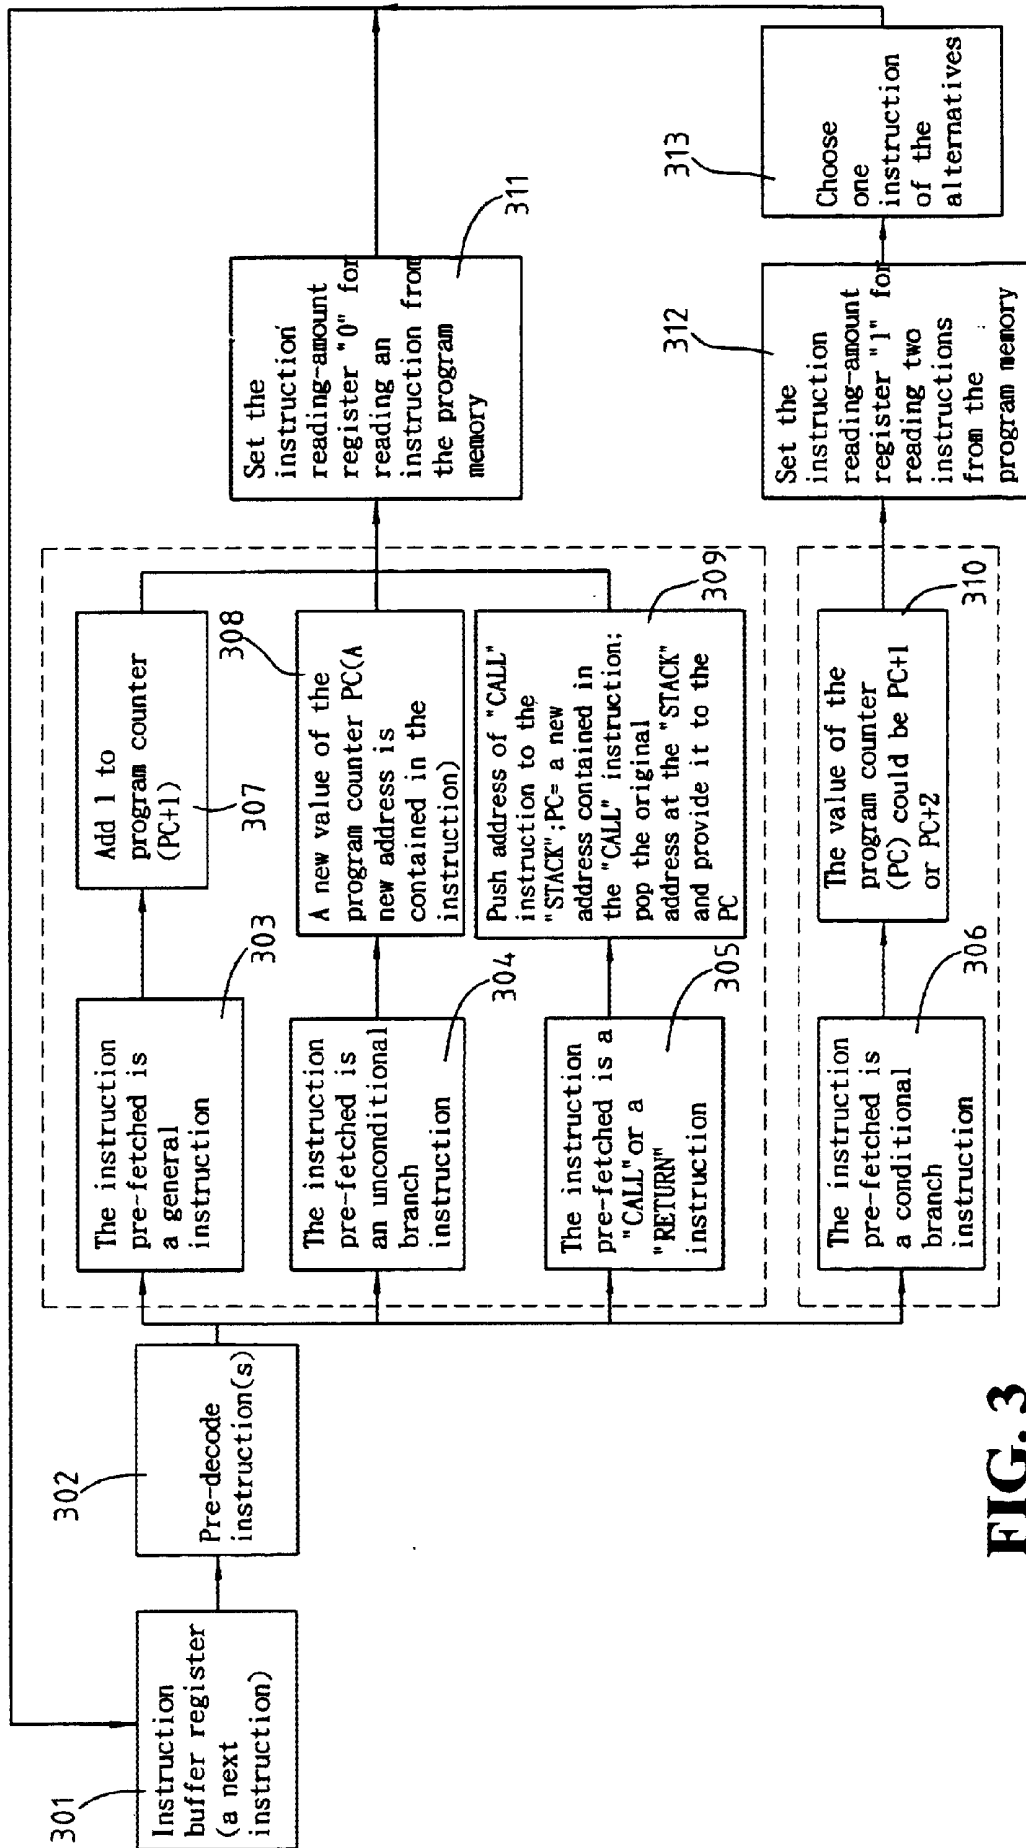 301
Instruction
buffer register
(a next
instruction)
302
Pre-decode
instruction(s)
The instruction
pre-fetched is
a general
instruction
303
Add 1 to
program counter
(PC+1)
307
The instruction
pre-fetched is
an unconditional
branch
instruction
304
A new value of the
program counter PC(A
new address is
contained in the
instruction)
308
The instruction
pre-fetched is a
"CALL"or a
"RETURN"
instruction
305
Push address of "CALL"
instruction to the
"STACK";PC= a new
address contained in
the "CALL" instruction;
pop the original
address at the "STACK"
and provide it to the
PC
309
The instruction
pre-fetched is
a conditional
branch
instruction
306
The value of the
program counter
(PC) could be PC+1
or PC+2
310
Set the
instruction
reading-amount
register "0" for
reading an
instruction from
the program
memory
311
Set the
instruction
reading-amount
register "1" for
reading two
instructions
from the
program memory
312
Choose
one
instruction
of the
alternatives
313
FIG. 3